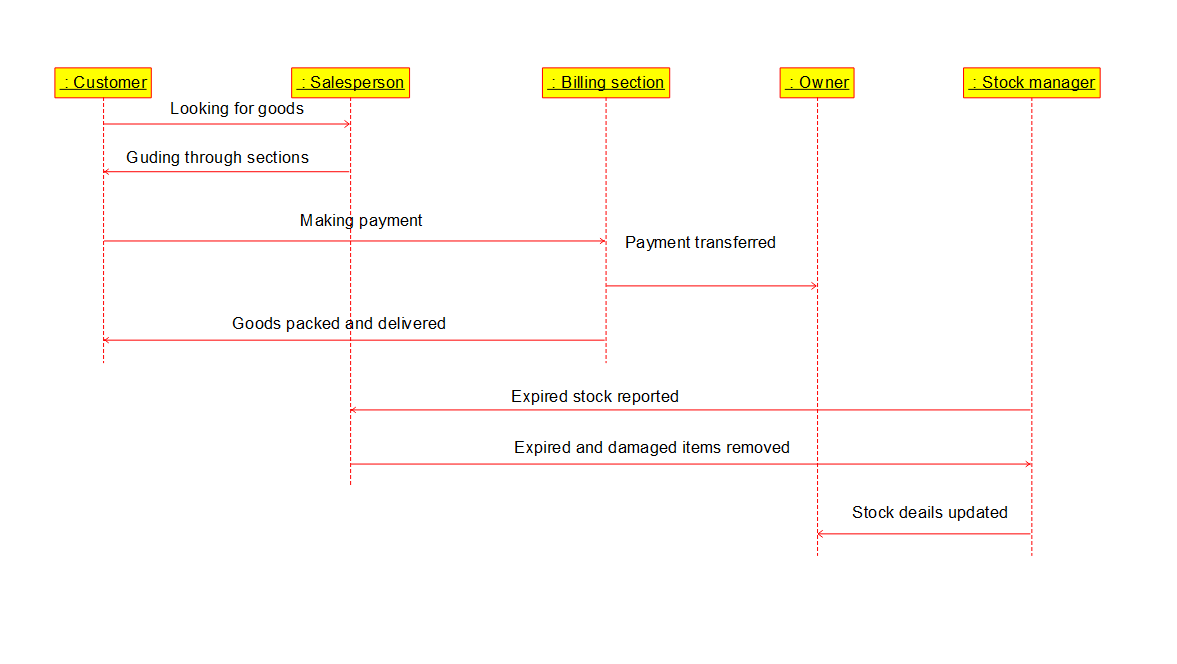 : Customer
: Salesperson
: Billing section
: Owner
: Stock manager
Looking for goods
Guding through sections
Making payment
Payment transferred
Goods packed and delivered
Expired stock reported
Expired and damaged items removed
Stock deails updated